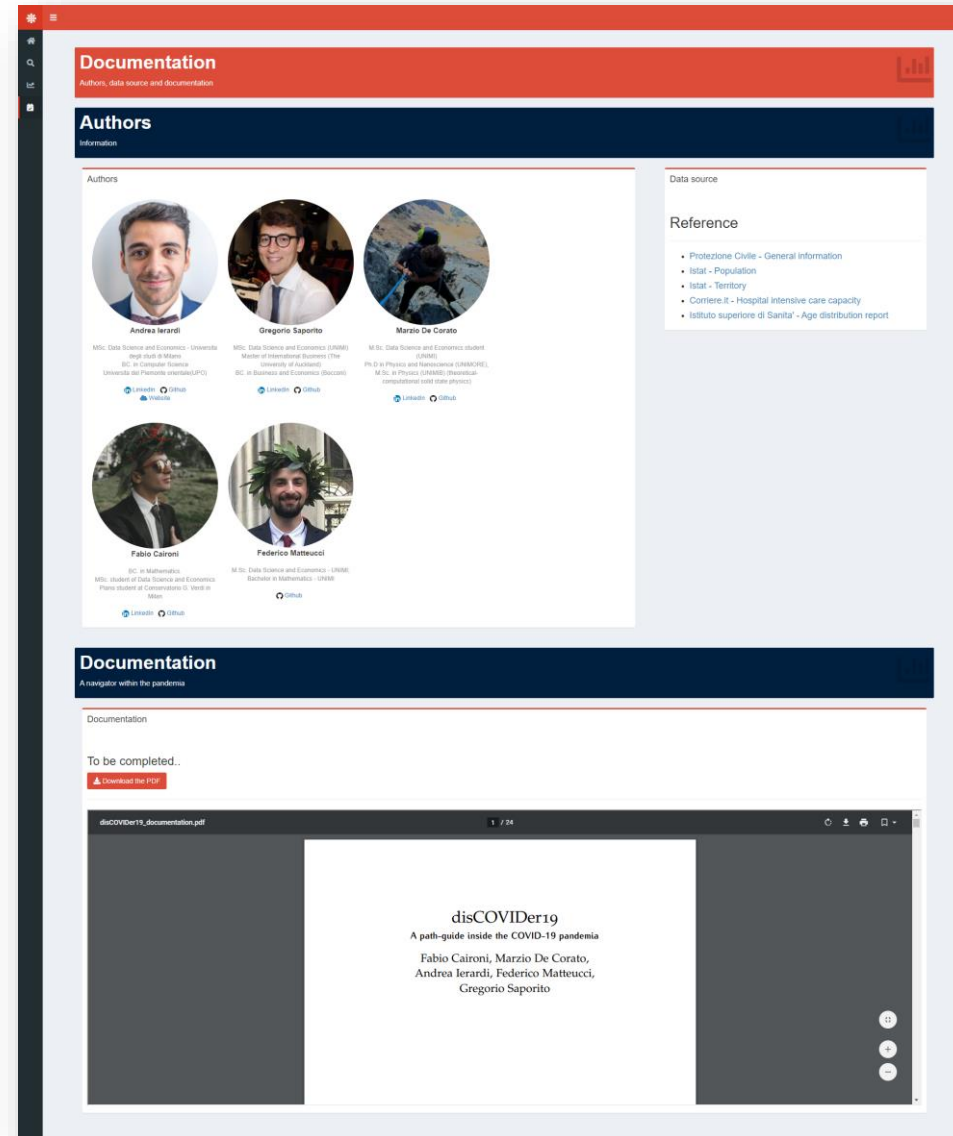 Documentation
Authors, data source and documentation
Authors
Information
Authors
Andrea Ierardi
MSc. Data Science and Economics - Universita
degli studi di Milano
BC. in Computer Science
Universita del Piemonte orientale(UPO)
LinkedIn Github
Website
Gregorio Saporito
MSc. Data Science and Economics (UNIMI)
Master of International Business (The
University of Auckland)
BC. in Business and Economics (Bocconi)
LinkedIn Github
Marzio De Corato
M.Sc. Data Science and Economics student
(UNIMI)
Ph.D in Physics and Nanoscience (UNIMORE),
M.Sc. in Physics (UNIMIB) (theoretical-
computational solid state physics)
LinkedIn Github
Fabio Caironi
BC. in Mathematics
MSc. student of Data Science and Economics
Piano student at Conservatorio G. Verdi in
Milan
LinkedIn Github
Federico Matteucci
M.Sc. Data Science and Economics - UNIMI,
Bachelor in Mathematics - UNIMI
Github
Data source
Reference
Protezione Civile - General information
Istat - Population
Istat - Territory
Corriere.it - Hospital intensive care capacity
Istituto superiore di Sanita' - Age distribution report
Documentation
A navigator within the pandemia
Documentation
To be completed..
Download the PDF
disCOVIDer19_documentation.pdf
1 / 24
disCOVIDer19
A path-guide inside the COVID-19 pandemia
Fabio Caironi, Marzio De Corato,
Andrea Ierardi, Federico Matteucci,
Gregorio Saporito